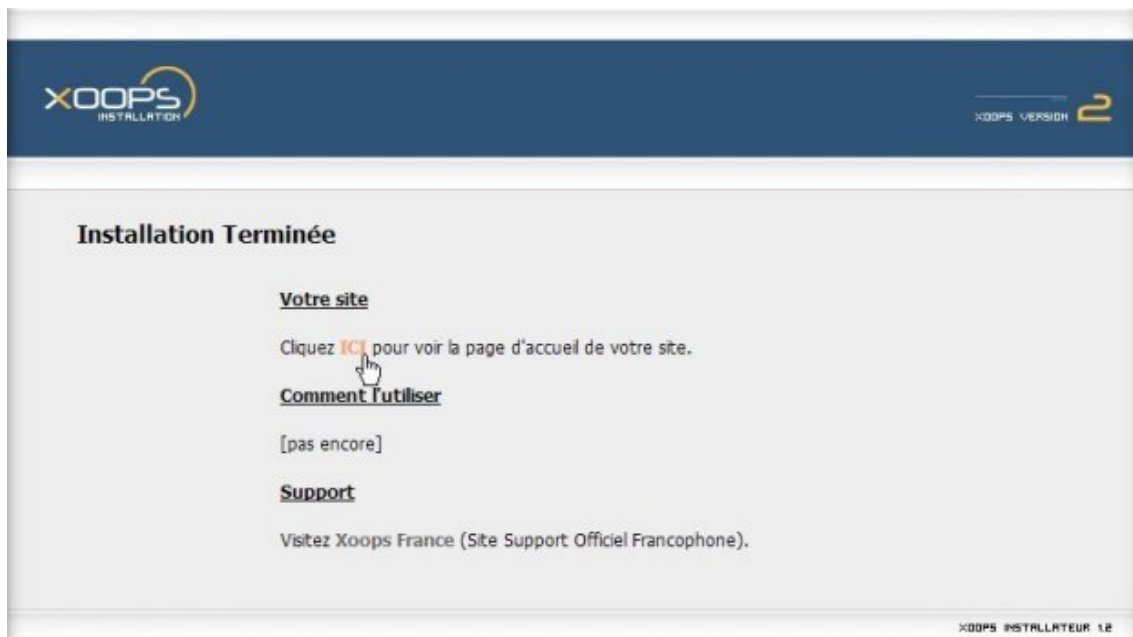 XOOPS
INSTALLATION
XOOPS VERSION 2
Installation Terminée
Votre site
Cliquez ICI pour voir la page d'accueil de votre site.
Comment l'utiliser
[pas encore]
Support
Visitez Xoops France (Site Support Officiel Francophone).
XOOPS INSTALLATEUR 1.2